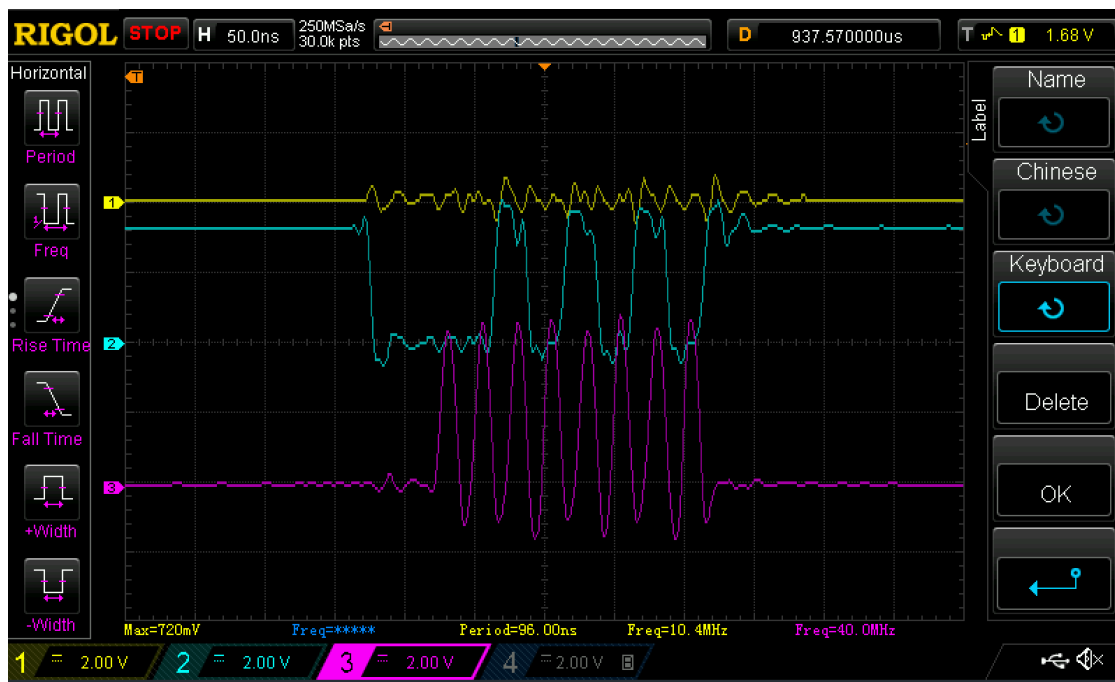 RIGOL STOP H 50.0ns 250MSa/s 30.0k pts D 937.570000us T 1 1.68 V
Horizontal
Period
Freq
Rise Time
Fall Time
+Width
-Width
T
1
2
3
Label
Name
Chinese
Keyboard
Delete
OK
Max=720mV Freq=***** Period=96.00ns Freq=10.4MHz Freq=40.0MHz
1 = 2.00 V 2 = 2.00 V 3 = 2.00 V 4 = 2.00 V B